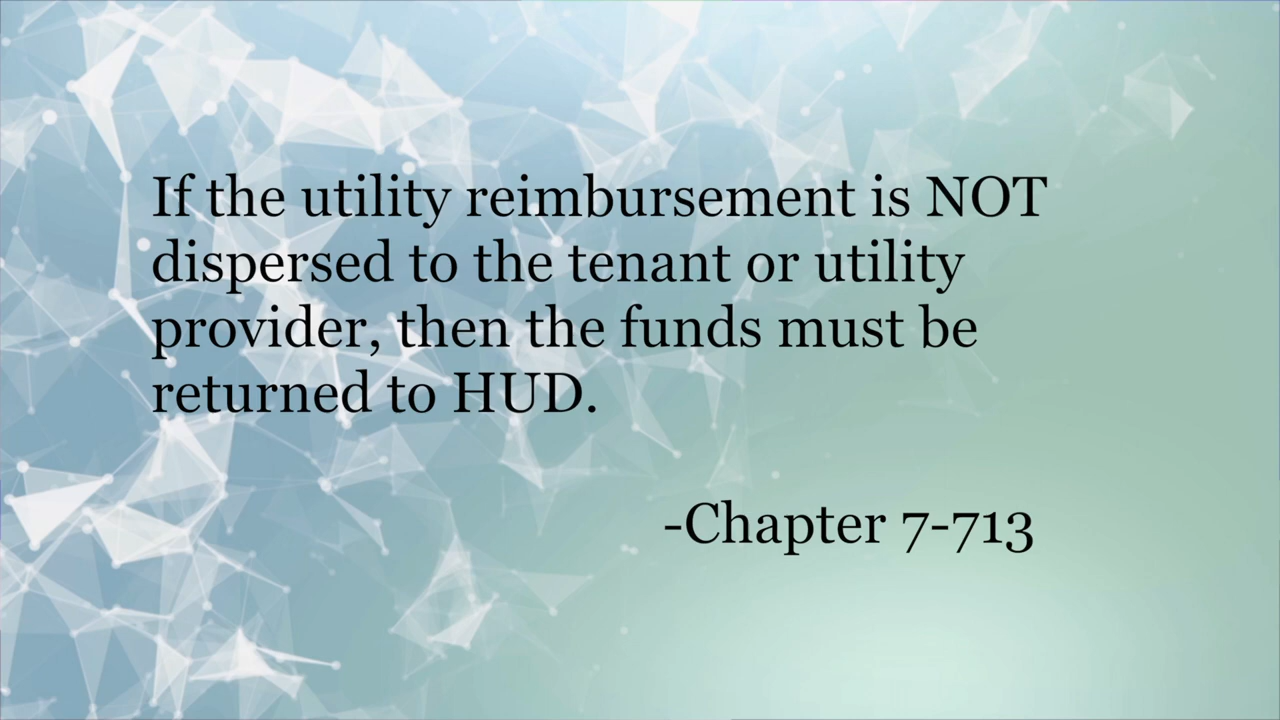 If the utility reimbursement is NOT
dispersed to the tenant or utility
provider, then the funds must be
returned to HUD.
-Chapter 7-713